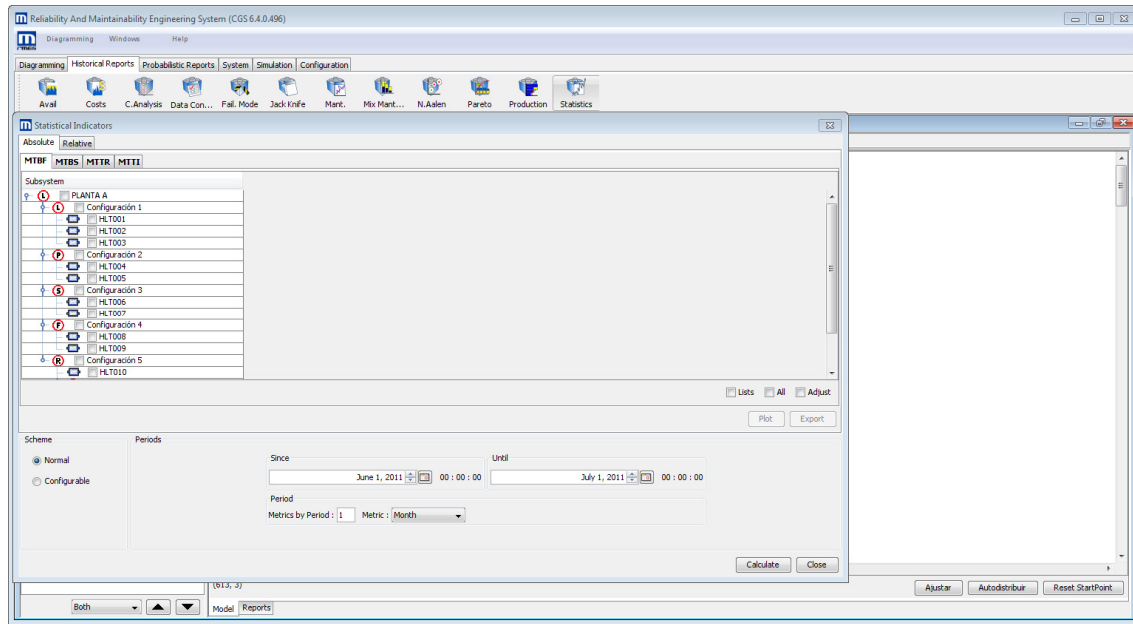 Reliability And Maintainability Engineering System (CGS 6.4.0.496)
Diagramming Windows Help
Diagramming Historical Reports Probabilistic Reports System Simulation Configuration
Avail Costs C.Analysis Data Con... Fail. Mode Jack Knife Mant. Mix Mant... N.Aalen Pareto Production Statistics
Statistical Indicators
Absolute Relative
MTBF MTBS MTTR MTTI
Subsystem
L PLANTA A
L Configuración 1
HLT001
HLT002
HLT003
P Configuración 2
HLT004
HLT005
S Configuración 3
HLT006
HLT007
F Configuración 4
HLT008
HLT009
R Configuración 5
HLT010
Lists All Adjust
Plot Export
Scheme Periods
Normal
Configurable
Since Until
June 1, 2011 00 : 00 : 00 July 1, 2011 00 : 00 : 00
Period
Metrics by Period : 1 Metric : Month
Calculate Close
(613, 3)
Ajustar Autodistribuir Reset StartPoint
Both Model Reports